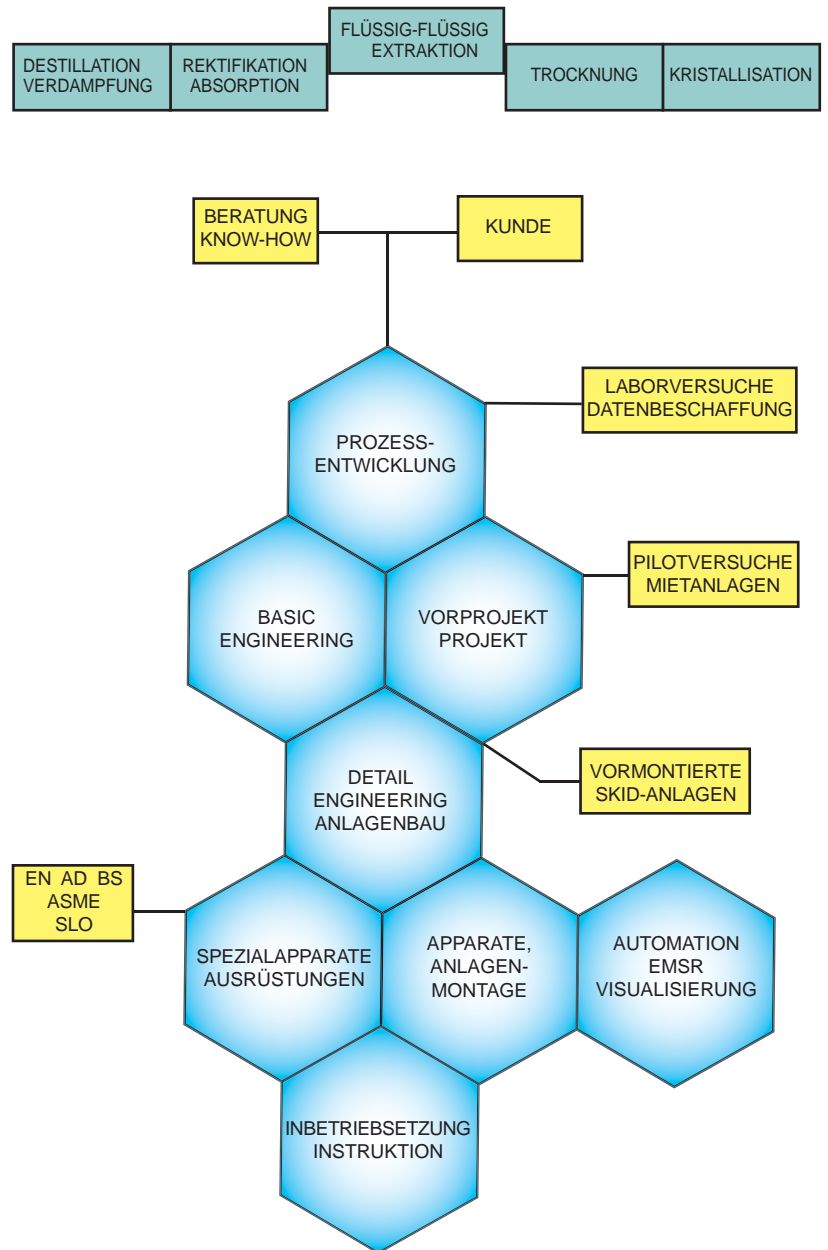 FLÜSSIG-FLÜSSIG
EXTRAKTION
DESTILLATION
VERDAMPFUNG
REKTIFIKATION
ABSORPTION
TROCKNUNG
KRISTALLISATION
BERATUNG
KNOW-HOW
KUNDE
LABORVERSUCHE
DATENBESCHAFFUNG
PROZESS-
ENTWICKLUNG
PILOTVERSUCHE
MIETANLAGEN
BASIC
ENGINEERING
VORPROJEKT
PROJEKT
VORMONTIERTE
SKID-ANLAGEN
DETAIL
ENGINEERING
ANLAGENBAU
EN AD BS
ASME
SLO
SPEZIALAPPARATE
AUSRÜSTUNGEN
APPARATE,
ANLAGEN-
MONTAGE
AUTOMATION
EMSR
VISUALISIERUNG
INBETRIEBSETZUNG
INSTRUKTION